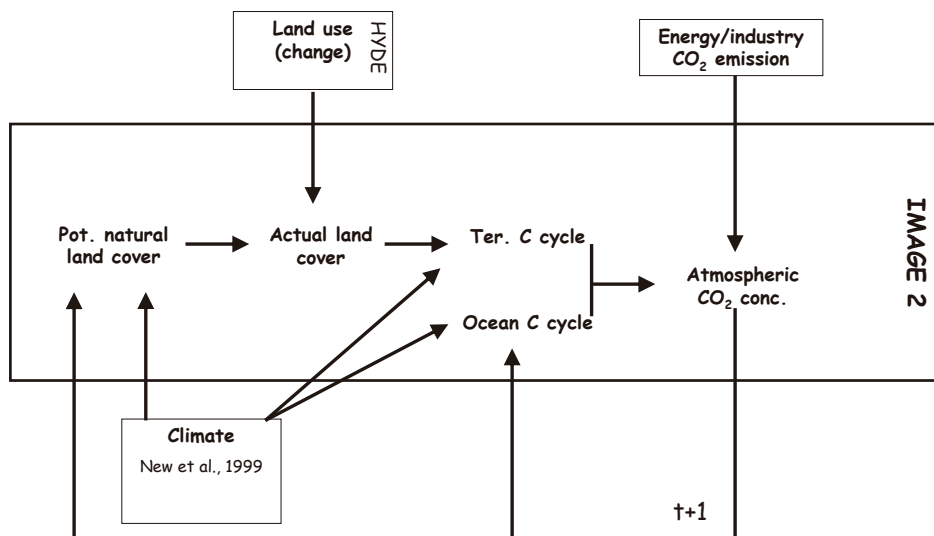 Land use
(change)
HYDE
Energy/industry
CO₂ emission
IMAGE 2
Pot. natural
land cover
Actual land
cover
Ter. C cycle
Ocean C cycle
Atmospheric
CO₂ conc.
Climate
New et al., 1999
t+1